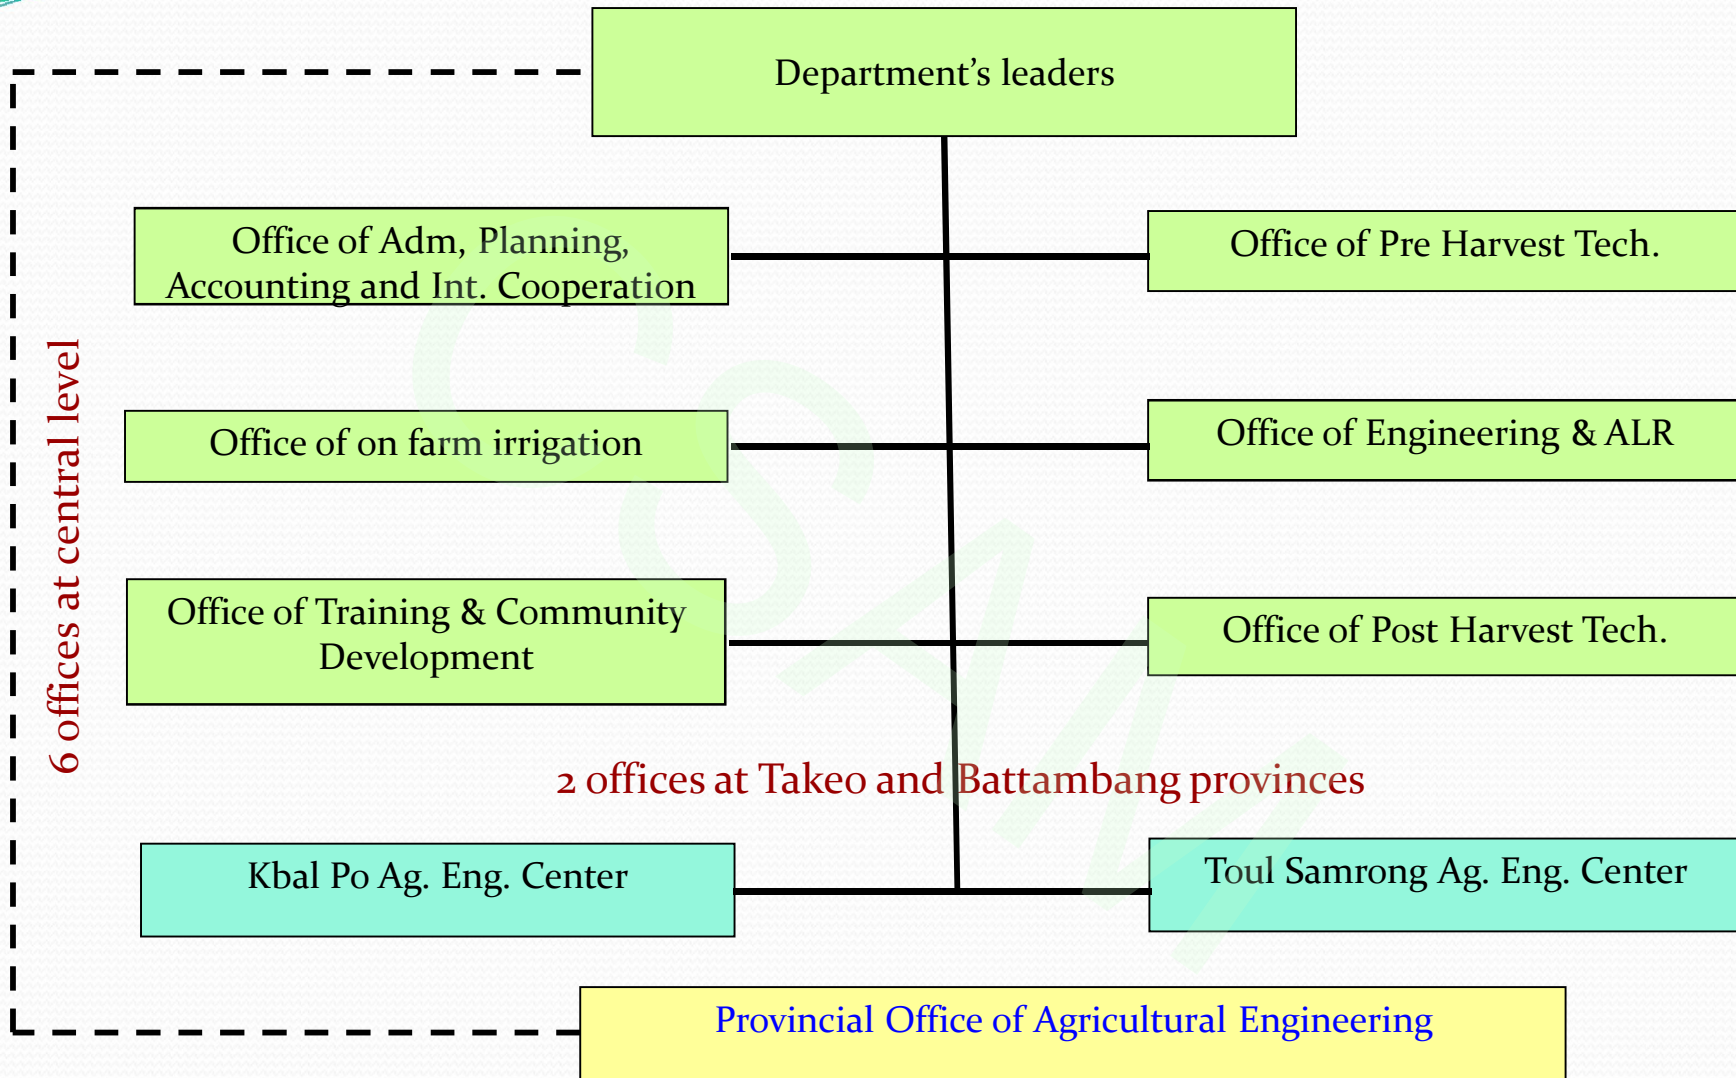 Department’s leaders
Office of Adm, Planning,
Accounting and Int. Cooperation
Office of Pre Harvest Tech.
Office of on farm irrigation
Office of Engineering & ALR
Office of Training & Community
Development
Office of Post Harvest Tech.
6 offices at central level
2 offices at Takeo and Battambang provinces
Kbal Po Ag. Eng. Center
Toul Samrong Ag. Eng. Center
Provincial Office of Agricultural Engineering
CSAM